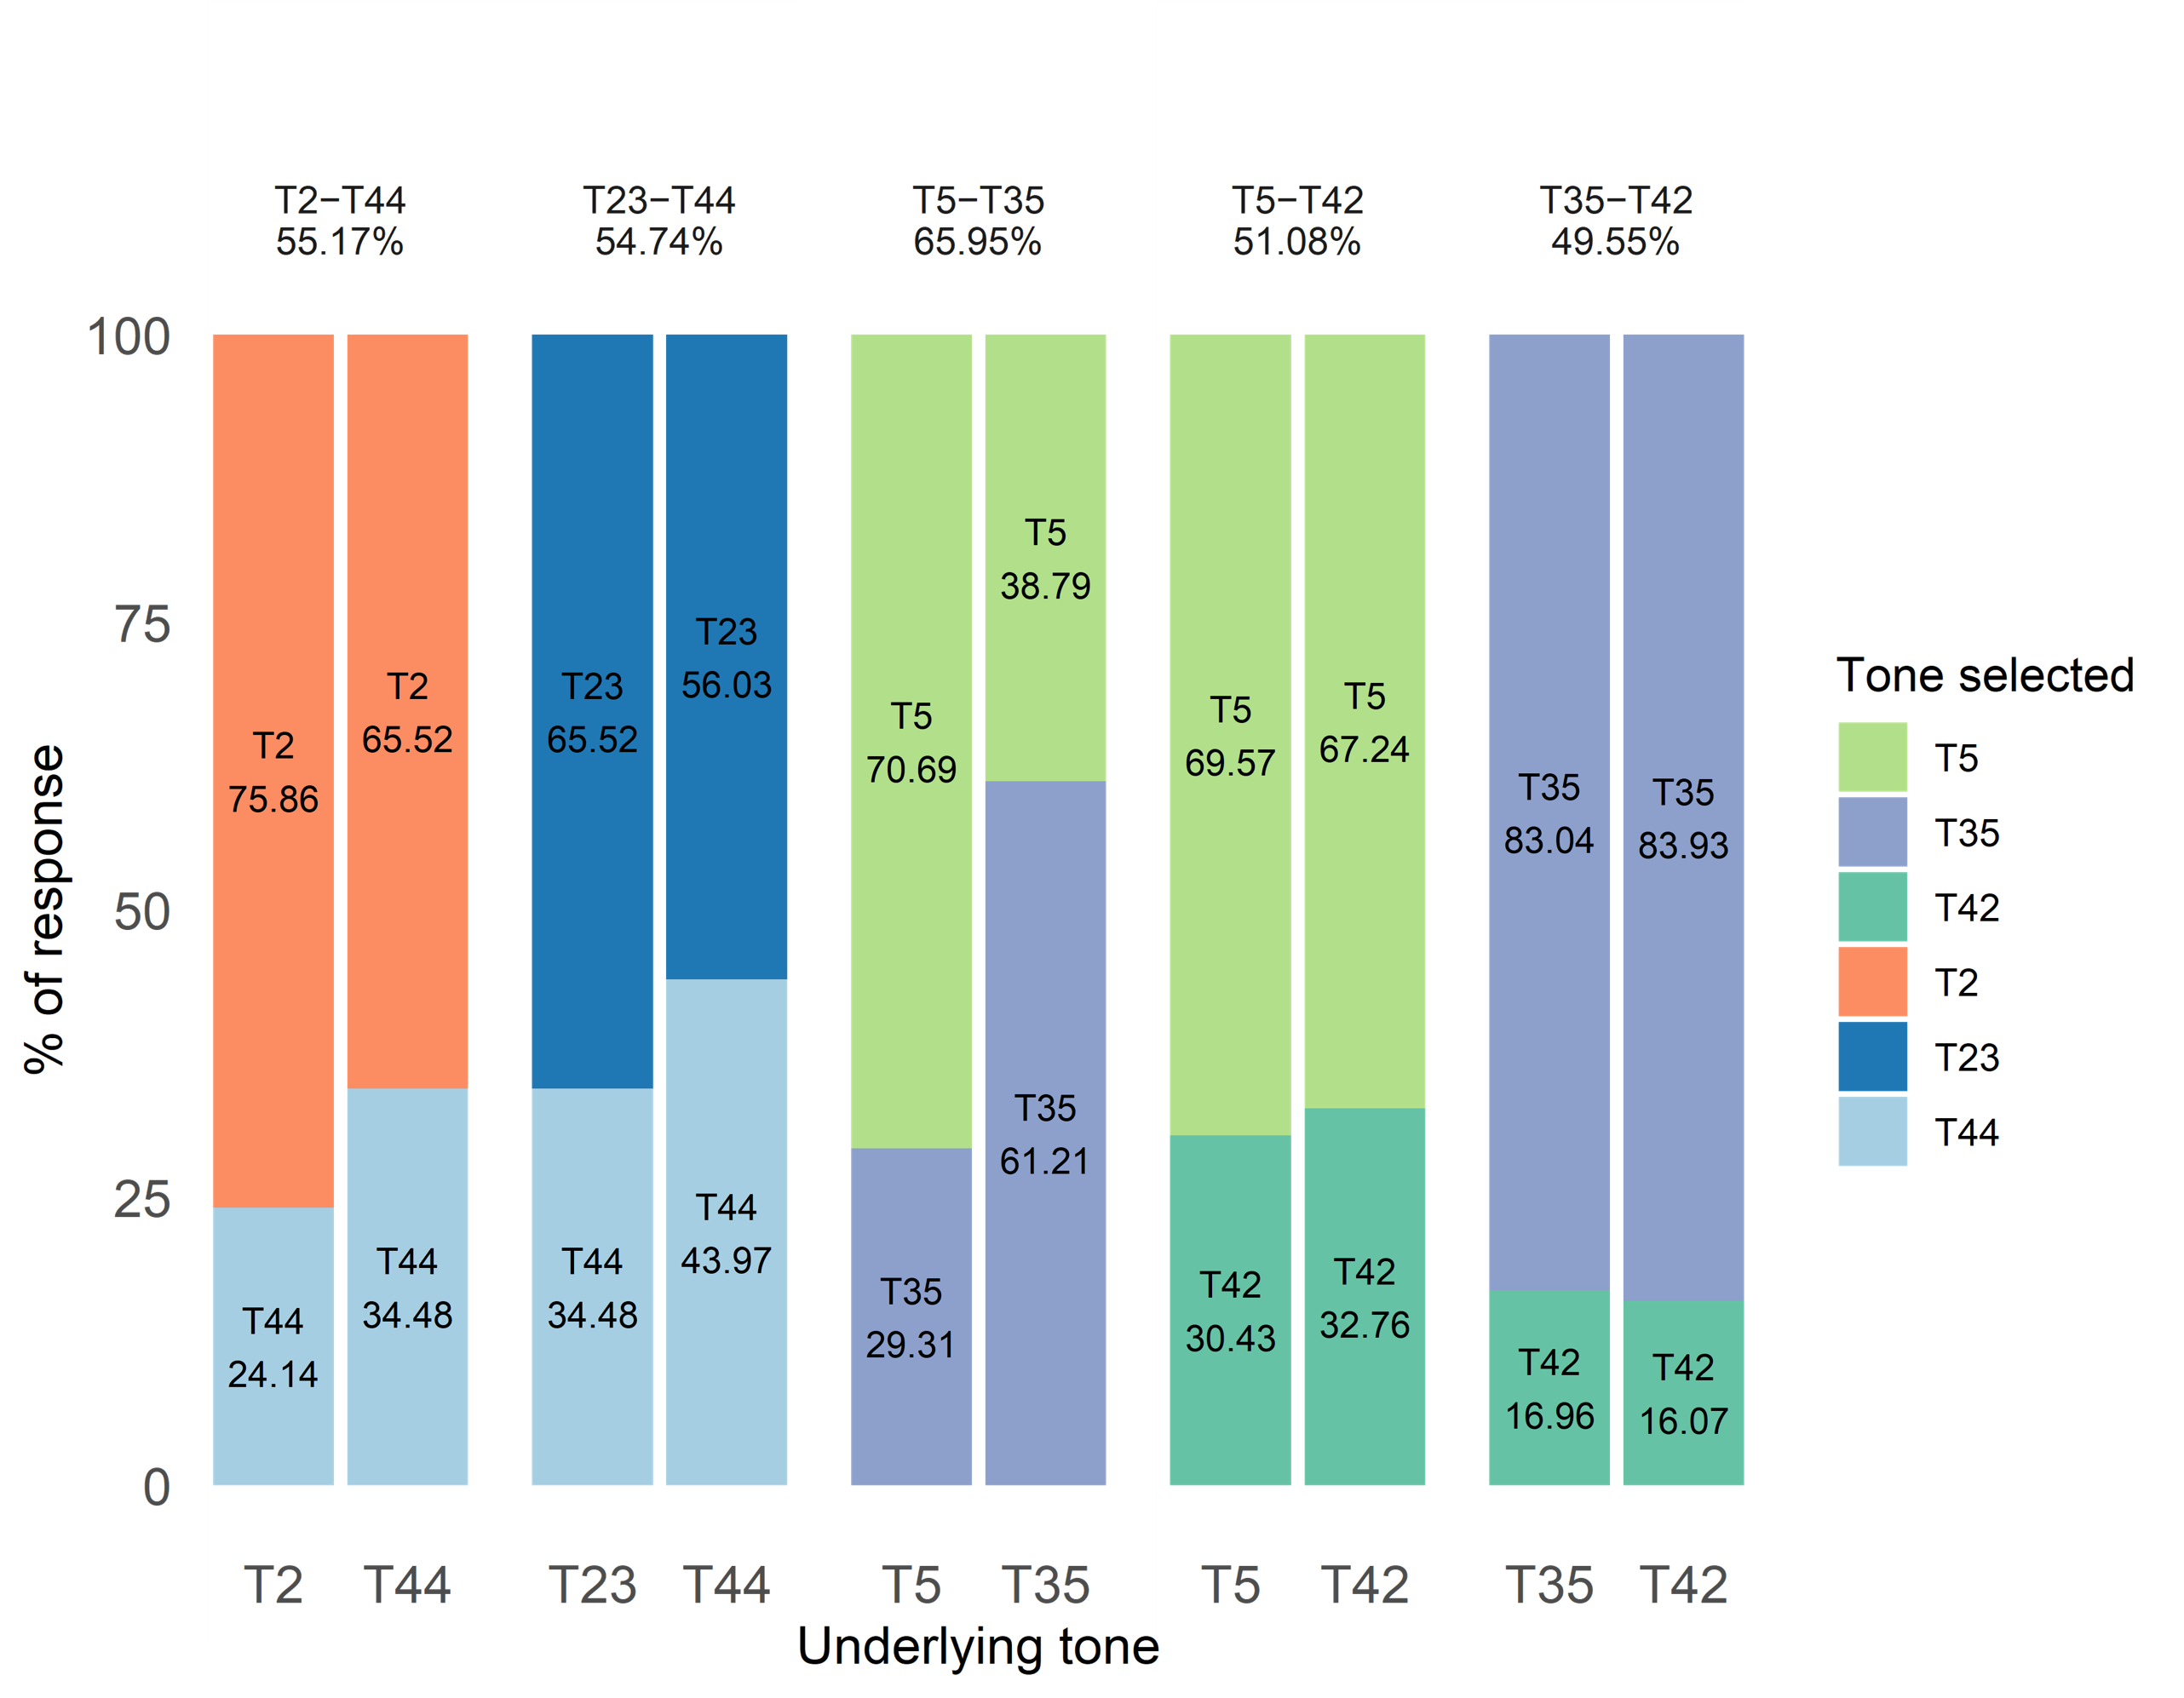 T2−T44
55.17%
T23−T44
54.74%
T5−T35
65.95%
T5−T42
51.08%
T35−T42
49.55%
100
75
50
25
0
% of response
T2
75.86
T44
24.14
T2
65.52
T44
34.48
T23
65.52
T44
34.48
T23
56.03
T44
43.97
T5
70.69
T35
29.31
T5
38.79
T35
61.21
T5
69.57
T42
30.43
T5
67.24
T42
32.76
T35
83.04
T42
16.96
T35
83.93
T42
16.07
T2 T44 T23 T44 T5 T35 T5 T42 T35 T42
Underlying tone
Tone selected
T5
T35
T42
T2
T23
T44